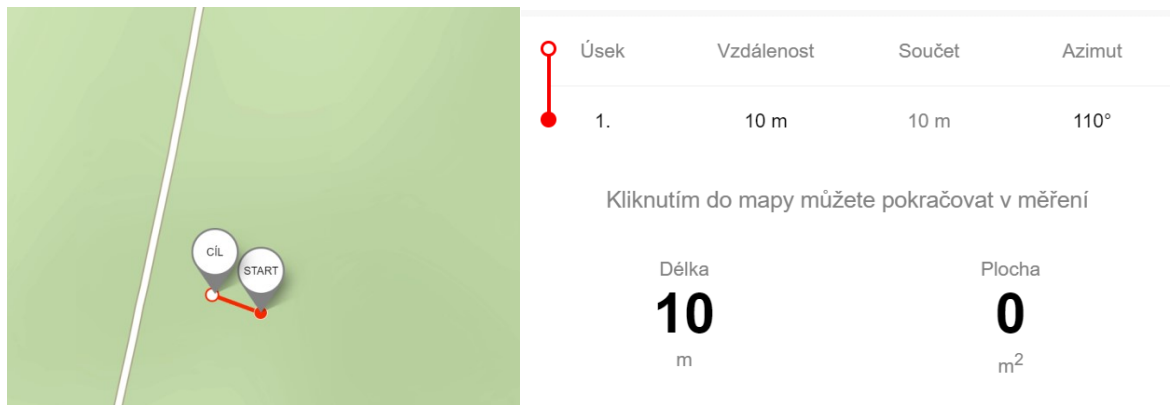 CÍL
START
Úsek Vzdálenost Součet Azimut
1. 10 m 10 m 110°
Kliknutím do mapy můžete pokračovat v měření
Délka Plocha
10 0
m m²